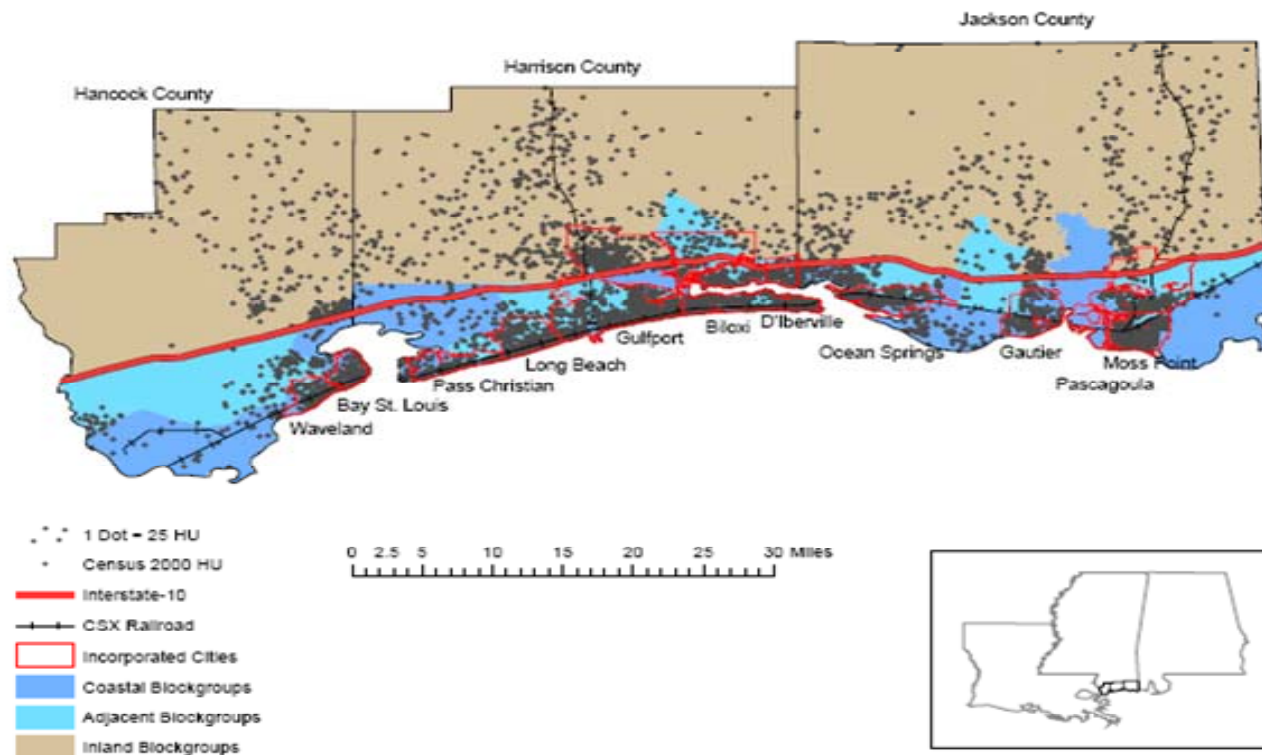 Jackson County
Harrison County
Hancock County
Gulfport
Biloxi
D'Iberville
Ocean Springs
Gautier
Moss Point
Pascagoula
Long Beach
Pass Christian
Bay St. Louis
Waveland
1 Dot = 25 HU
Census 2000 HU
Interstate-10
CSX Railroad
Incorporated Cities
Coastal Blockgroups
Adjacent Blockgroups
Inland Blockgroups
0 2.5 5 10 15 20 25 30 Miles